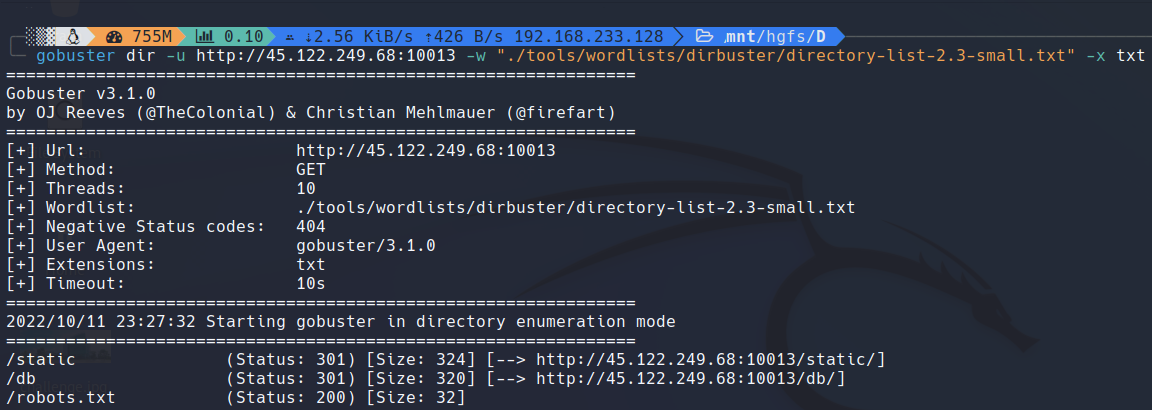 755M 0.10 ↓2.56 KiB/s ↑426 B/s 192.168.233.128 mnt/hgfs/D
gobuster dir -u http://45.122.249.68:10013 -w "./tools/wordlists/dirbuster/directory-list-2.3-small.txt" -x txt
===============================================================
Gobuster v3.1.0
by OJ Reeves (@TheColonial) & Christian Mehlmauer (@firefart)
===============================================================
[+] Url:                     http://45.122.249.68:10013
[+] Method:                  GET
[+] Threads:                 10
[+] Wordlist:                ./tools/wordlists/dirbuster/directory-list-2.3-small.txt
[+] Negative Status codes:   404
[+] User Agent:              gobuster/3.1.0
[+] Extensions:              txt
[+] Timeout:                 10s
===============================================================
2022/10/11 23:27:32 Starting gobuster in directory enumeration mode
===============================================================
/static               (Status: 301) [Size: 324] [--> http://45.122.249.68:10013/static/]
/db                   (Status: 301) [Size: 320] [--> http://45.122.249.68:10013/db/]
/robots.txt           (Status: 200) [Size: 32]